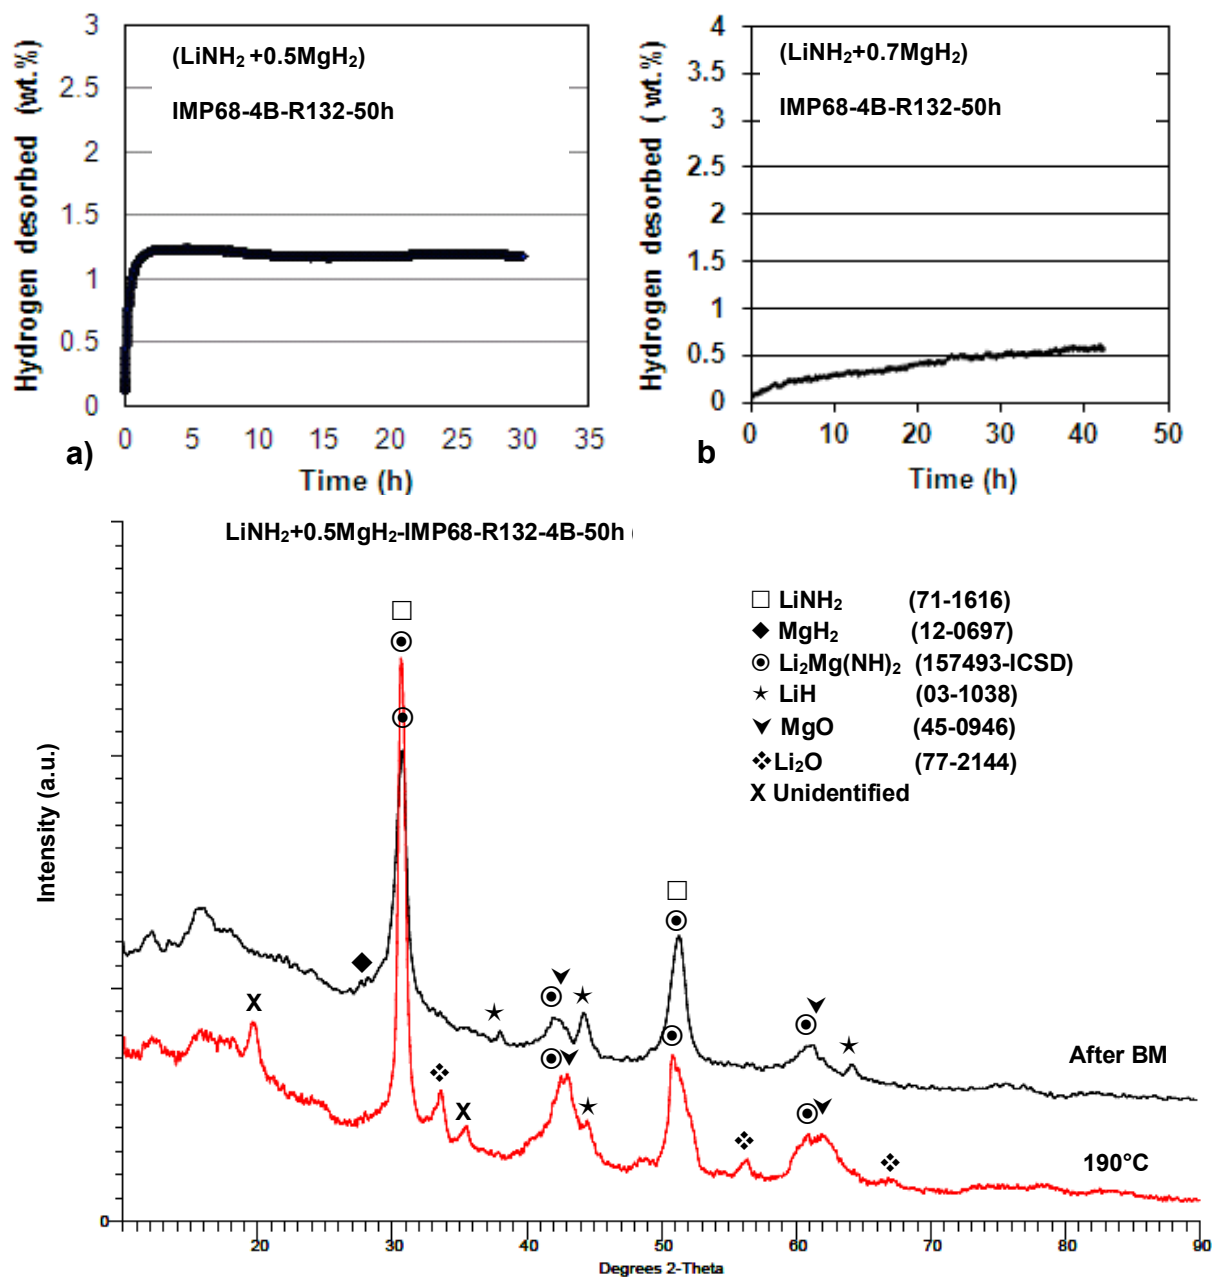 3
2.5
2
1.5
1
0.5
0
Hydrogen desorbed (wt.%)
(LiNH₂ +0.5MgH₂)
IMP68-4B-R132-50h
0 5 10 15 20 25 30 35
a)
Time (h)
4
3.5
3
2.5
2
1.5
1
0.5
0
Hydrogen desorbed ( wt.%)
(LiNH₂+0.7MgH₂)
IMP68-4B-R132-50h
0 10 20 30 40 50
b
Time (h)
LiNH₂+0.5MgH₂-IMP68-R132-4B-50h (
LiNH₂ (71-1616)
MgH₂ (12-0697)
Li₂Mg(NH)₂ (157493-ICSD)
LiH (03-1038)
MgO (45-0946)
Li₂O (77-2144)
X Unidentified
Intensity (a.u.)
X
X
After BM
190°C
0
20 30 40 50 60 70 80 90
Degrees 2-Theta